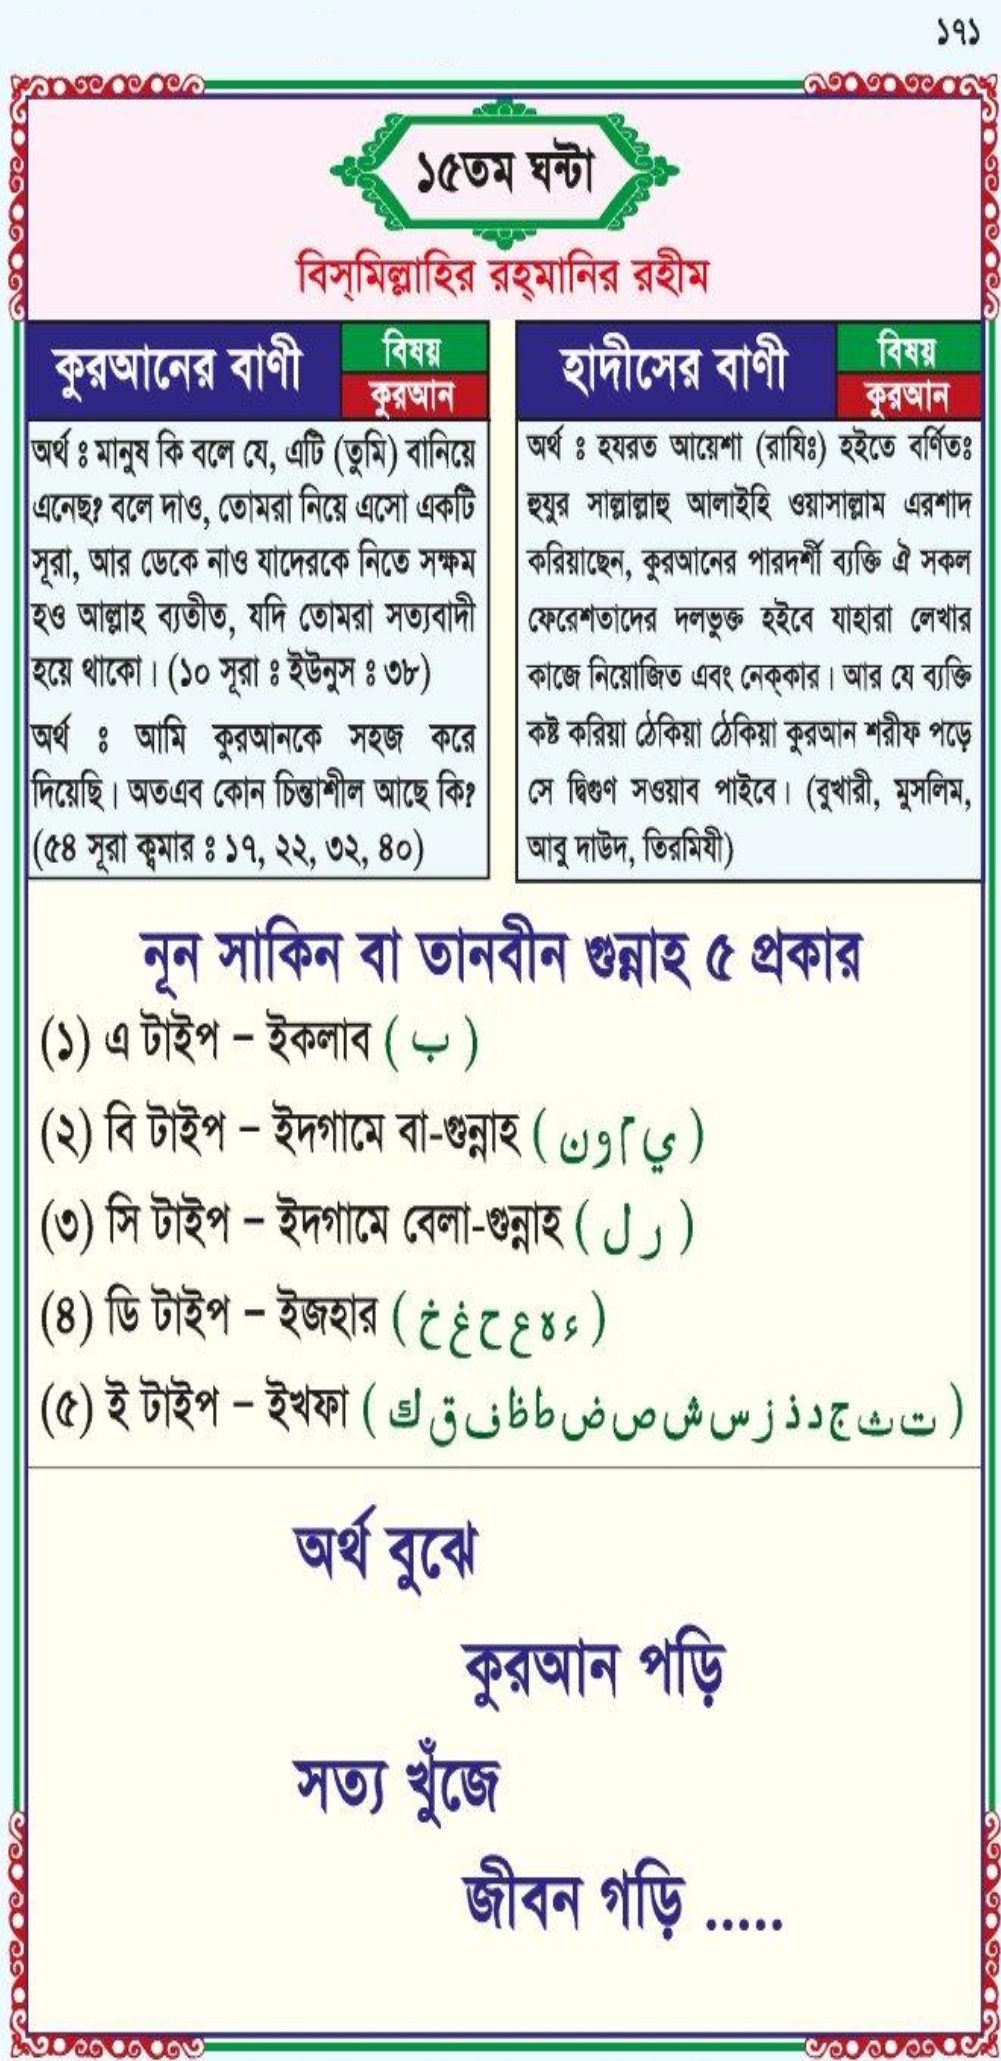 ১৭১
১৫তম ঘন্টা
বিস্‌মিল্লাহির রহ্‌মানির রহীম
কুরআনের বাণী
বিষয়
কুরআন
অর্থ ঃ মানুষ কি বলে যে, এটি (তুমি) বানিয়ে
এনেছ? বলে দাও, তোমরা নিয়ে এসো একটি
সূরা, আর ডেকে নাও যাদেরকে নিতে সক্ষম
হও আল্লাহ ব্যতীত, যদি তোমরা সত্যবাদী
হয়ে থাকো। (১০ সূরা ঃ ইউনুস ঃ ৩৮)
অর্থ ঃ আমি কুরআনকে সহজ করে
দিয়েছি। অতএব কোন চিন্তাশীল আছে কি?
(৫৪ সূরা ক্বমার ঃ ১৭, ২২, ৩২, ৪০)
হাদীসের বাণী
বিষয়
কুরআন
অর্থ ঃ হযরত আয়েশা (রাযিঃ) হইতে বর্ণিতঃ
হুযুর সাল্লাল্লাহু আলাইহি ওয়াসাল্লাম এরশাদ
করিয়াছেন, কুরআনের পারদর্শী ব্যক্তি ঐ সকল
ফেরেশতাদের দলভুক্ত হইবে যাহারা লেখার
কাজে নিয়োজিত এবং নেক্‌কার। আর যে ব্যক্তি
কষ্ট করিয়া ঠেকিয়া ঠেকিয়া কুরআন শরীফ পড়ে
সে দ্বিগুণ সওয়াব পাইবে। (বুখারী, মুসলিম,
আবু দাউদ, তিরমিযী)
নূন সাকিন বা তানবীন গুন্নাহ ৫ প্রকার
(১) এ টাইপ – ইকলাব ( ب )
(২) বি টাইপ – ইদগামে বা-গুন্নাহ ( ي م و ن )
(৩) সি টাইপ – ইদগামে বেলা-গুন্নাহ ( ر ل )
(৪) ডি টাইপ – ইজহার ( ء ه ع ح غ خ )
(৫) ই টাইপ – ইখফা ( ت ث ج د ذ ز س ش ص ض ط ظ ف ق ك )
অর্থ বুঝে
কুরআন পড়ি
সত্য খুঁজে
জীবন গড়ি .....